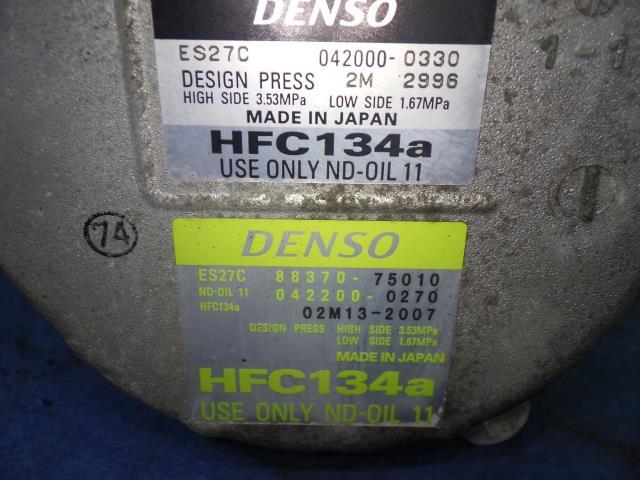 DENSO
ES27C 042000-0330
DESIGN PRESS 2M 2996
HIGH SIDE 3.53MPa LOW SIDE 1.67MPa
MADE IN JAPAN
HFC134a
USE ONLY ND-OIL 11
1-1
74
DENSO
ES27C 88370-75010
ND-OIL 11 042200-0270
HFC134a 02M13-2007
DESIGN PRESS HIGH SIDE 3.53MPa
LOW SIDE 1.67MPa
MADE IN JAPAN
HFC134a
USE ONLY ND-OIL 11